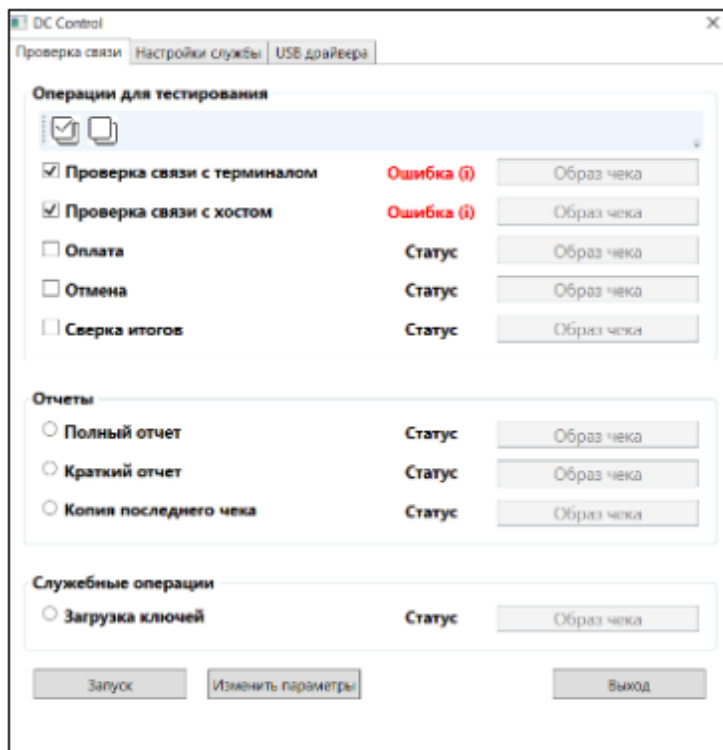 DC Control
Проверка связи Настройки службы USB драйвера
Операции для тестирования
Проверка связи с терминалом Ошибка (i) Образ чека
Проверка связи с хостом Ошибка (i) Образ чека
Оплата Статус Образ чека
Отмена Статус Образ чека
Сверка итогов Статус Образ чека
Отчеты
Полный отчет Статус Образ чека
Краткий отчет Статус Образ чека
Копия последнего чека Статус Образ чека
Служебные операции
Загрузка ключей Статус Образ чека
Запуск Изменить параметры Выход